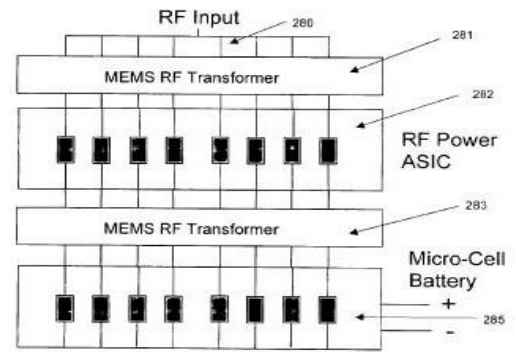 RF Input
280
281
MEMS RF Transformer
282
RF Power
ASIC
283
MEMS RF Transformer
Micro-Cell
Battery
+
285
-